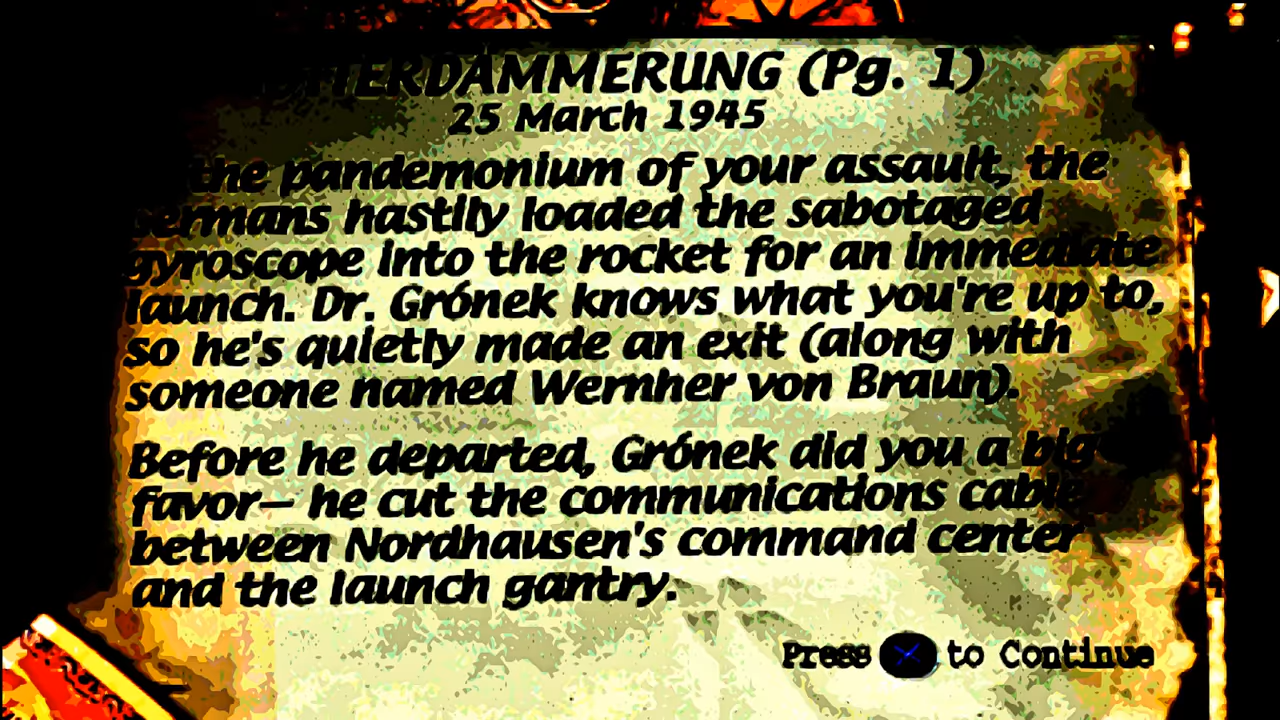 (Pg. 1)
25 March 1945
the pandemonium of your assault, the
hastily loaded the sabotaged
gyroscope into the rocket for an immediate
launch. Dr. Grónek knows what you're up to,
so he's quietly made an exit (along with
someone named Wernher von Braun).
Before he departed, Grónek did you a big
favor— he cut the communications cable
between Nordhausen's command center
and the launch gantry.
Press X to Continue